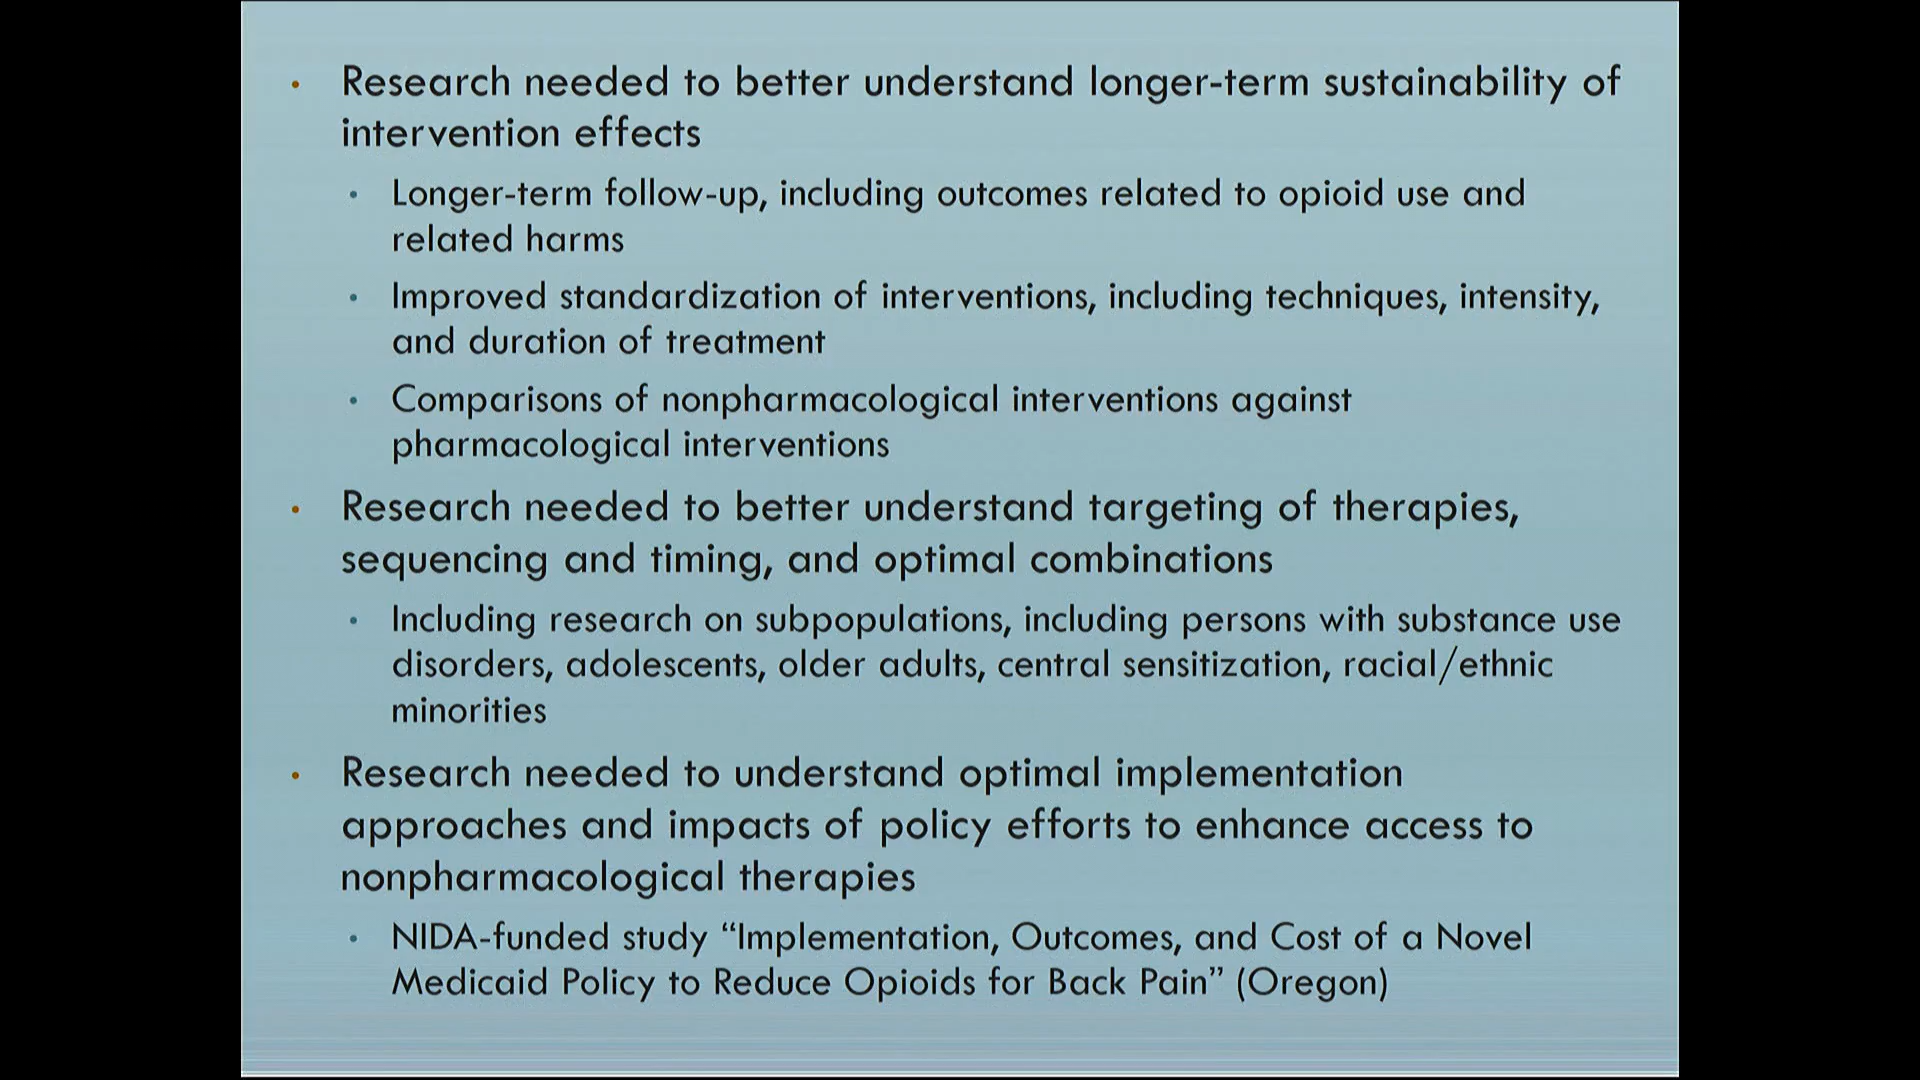 • Research needed to better understand longer-term sustainability of
intervention effects
• Longer-term follow-up, including outcomes related to opioid use and
related harms
• Improved standardization of interventions, including techniques, intensity,
and duration of treatment
• Comparisons of nonpharmacological interventions against
pharmacological interventions
• Research needed to better understand targeting of therapies,
sequencing and timing, and optimal combinations
• Including research on subpopulations, including persons with substance use
disorders, adolescents, older adults, central sensitization, racial/ethnic
minorities
• Research needed to understand optimal implementation
approaches and impacts of policy efforts to enhance access to
nonpharmacological therapies
• NIDA-funded study “Implementation, Outcomes, and Cost of a Novel
Medicaid Policy to Reduce Opioids for Back Pain” (Oregon)